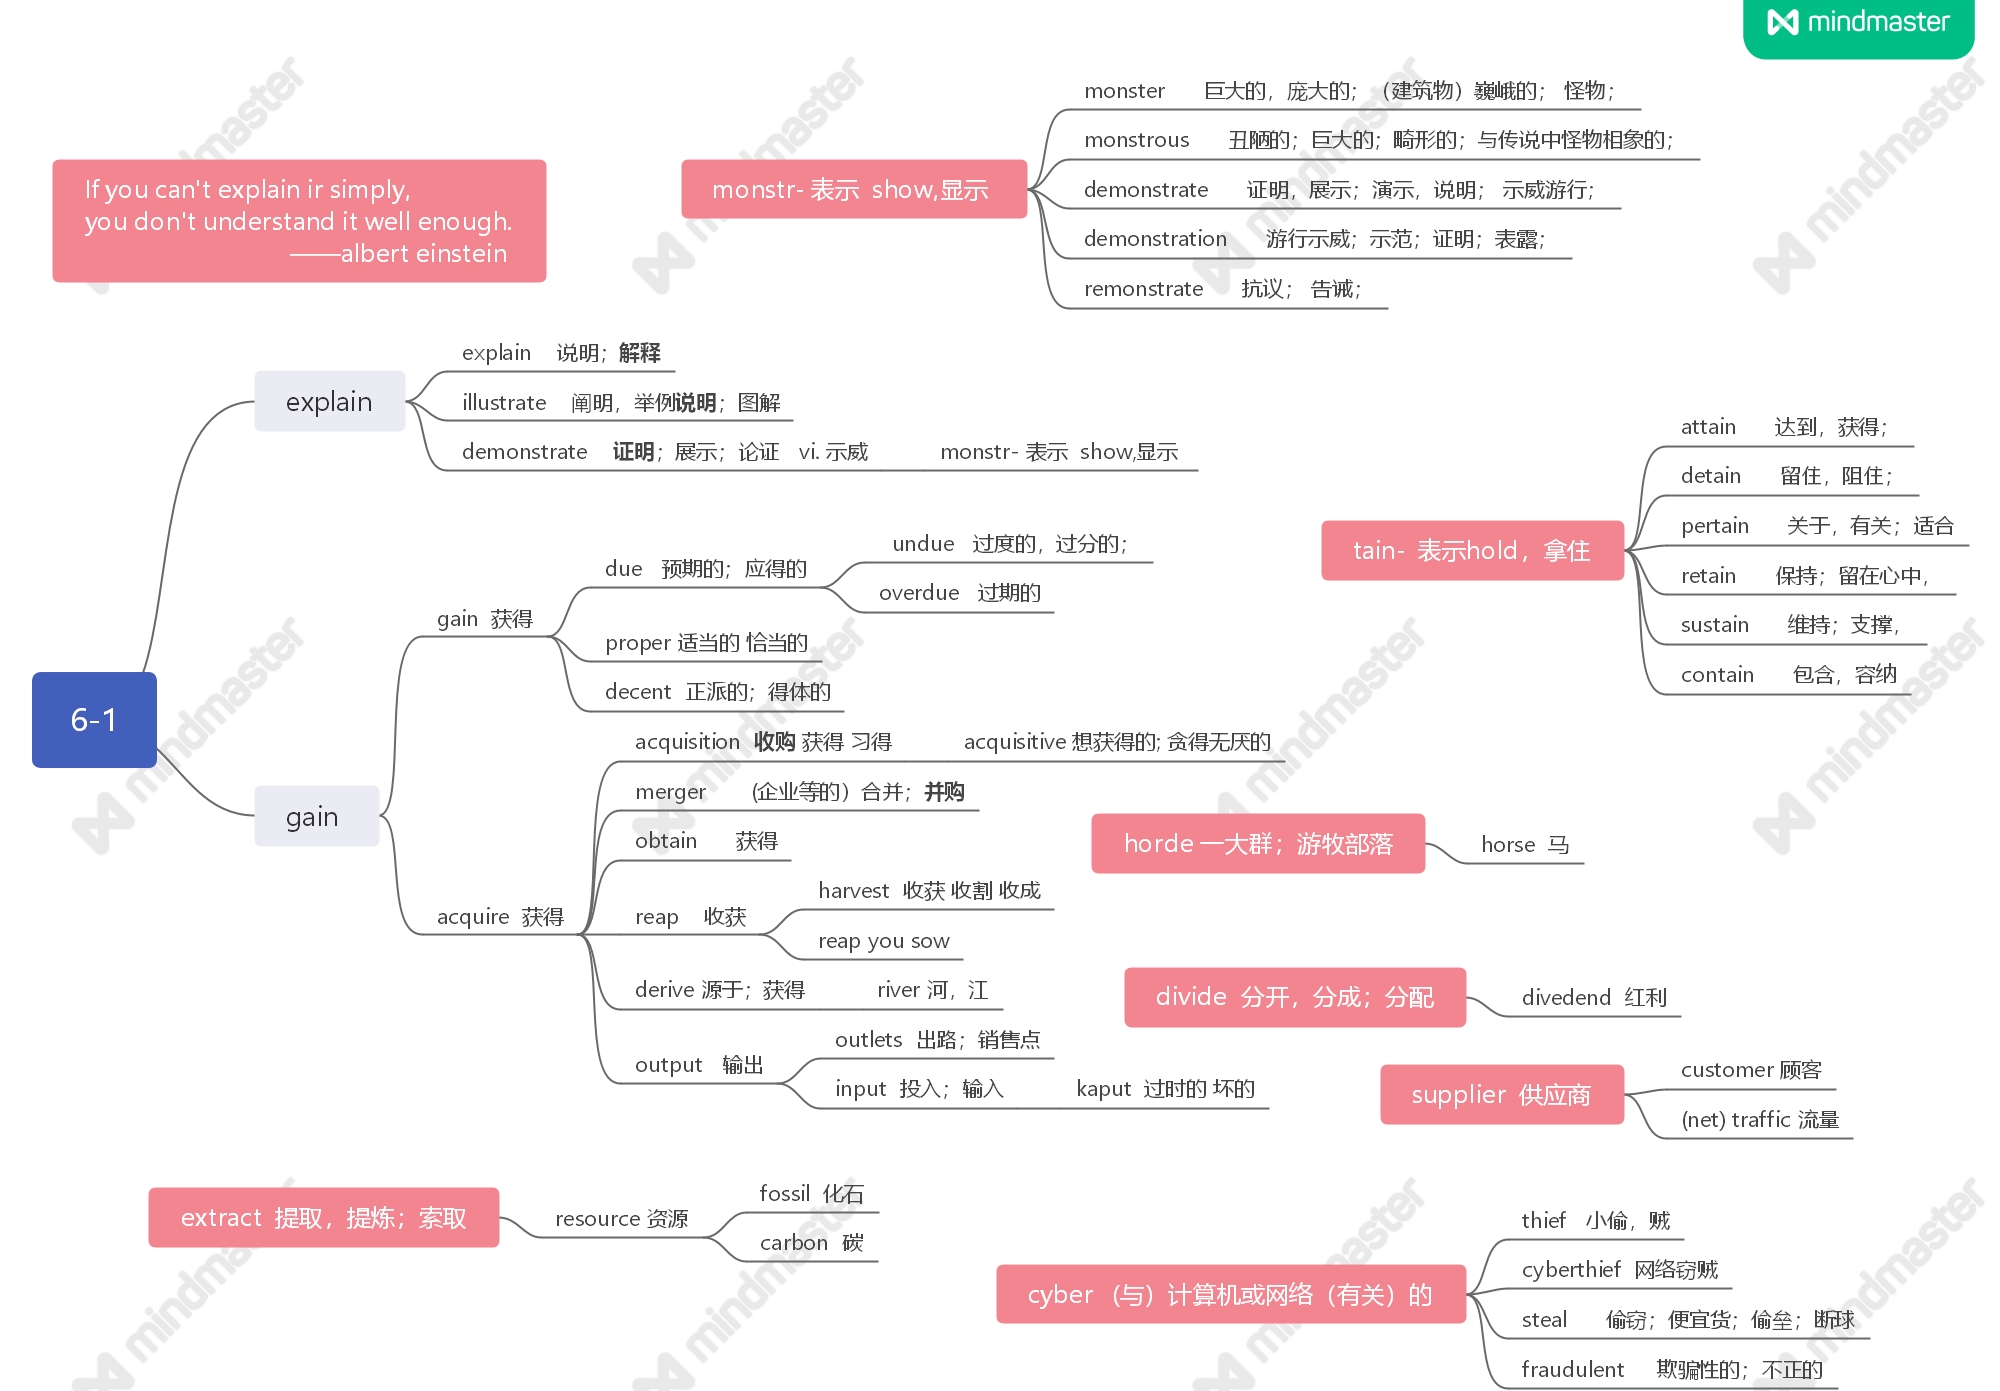 mindmaster
If you can't explain ir simply,
you don't understand it well enough.
——albert einstein
monstr- 表示 show,显示
monster 巨大的，庞大的；（建筑物）巍峨的； 怪物；
monstrous 丑陋的；巨大的；畸形的；与传说中怪物相象的；
demonstrate 证明，展示；演示，说明； 示威游行；
demonstration 游行示威；示范；证明；表露；
remonstrate 抗议； 告诫；
6-1
explain
explain 说明；解释
illustrate 阐明，举例说明；图解
demonstrate 证明；展示；论证 vi. 示威
monstr- 表示 show,显示
gain
gain 获得
due 预期的；应得的
undue 过度的，过分的；
overdue 过期的
proper 适当的 恰当的
decent 正派的；得体的
acquire 获得
acquisition 收购 获得 习得
acquisitive 想获得的; 贪得无厌的
merger (企业等的）合并；并购
obtain 获得
reap 收获
harvest 收获 收割 收成
reap you sow
derive 源于；获得
river 河，江
output 输出
outlets 出路；销售点
input 投入；输入
kaput 过时的 坏的
tain- 表示hold，拿住
attain 达到，获得；
detain 留住，阻住；
pertain 关于，有关；适合
retain 保持；留在心中，
sustain 维持；支撑，
contain 包含，容纳
horde 一大群；游牧部落
horse 马
divide 分开，分成；分配
divedend 红利
supplier 供应商
customer 顾客
(net) traffic 流量
extract 提取，提炼；索取
resource 资源
fossil 化石
carbon 碳
cyber （与）计算机或网络（有关）的
thief 小偷，贼
cyberthief 网络窃贼
steal 偷窃；便宜货；偷垒；断球
fraudulent 欺骗性的；不正的
mindmaster
mindmaster
mindmaster
mindmaster
mindmaster
mindmaster
mindmaster
mindmaster
mindmaster
mindmaster
mindmaster
mindmaster